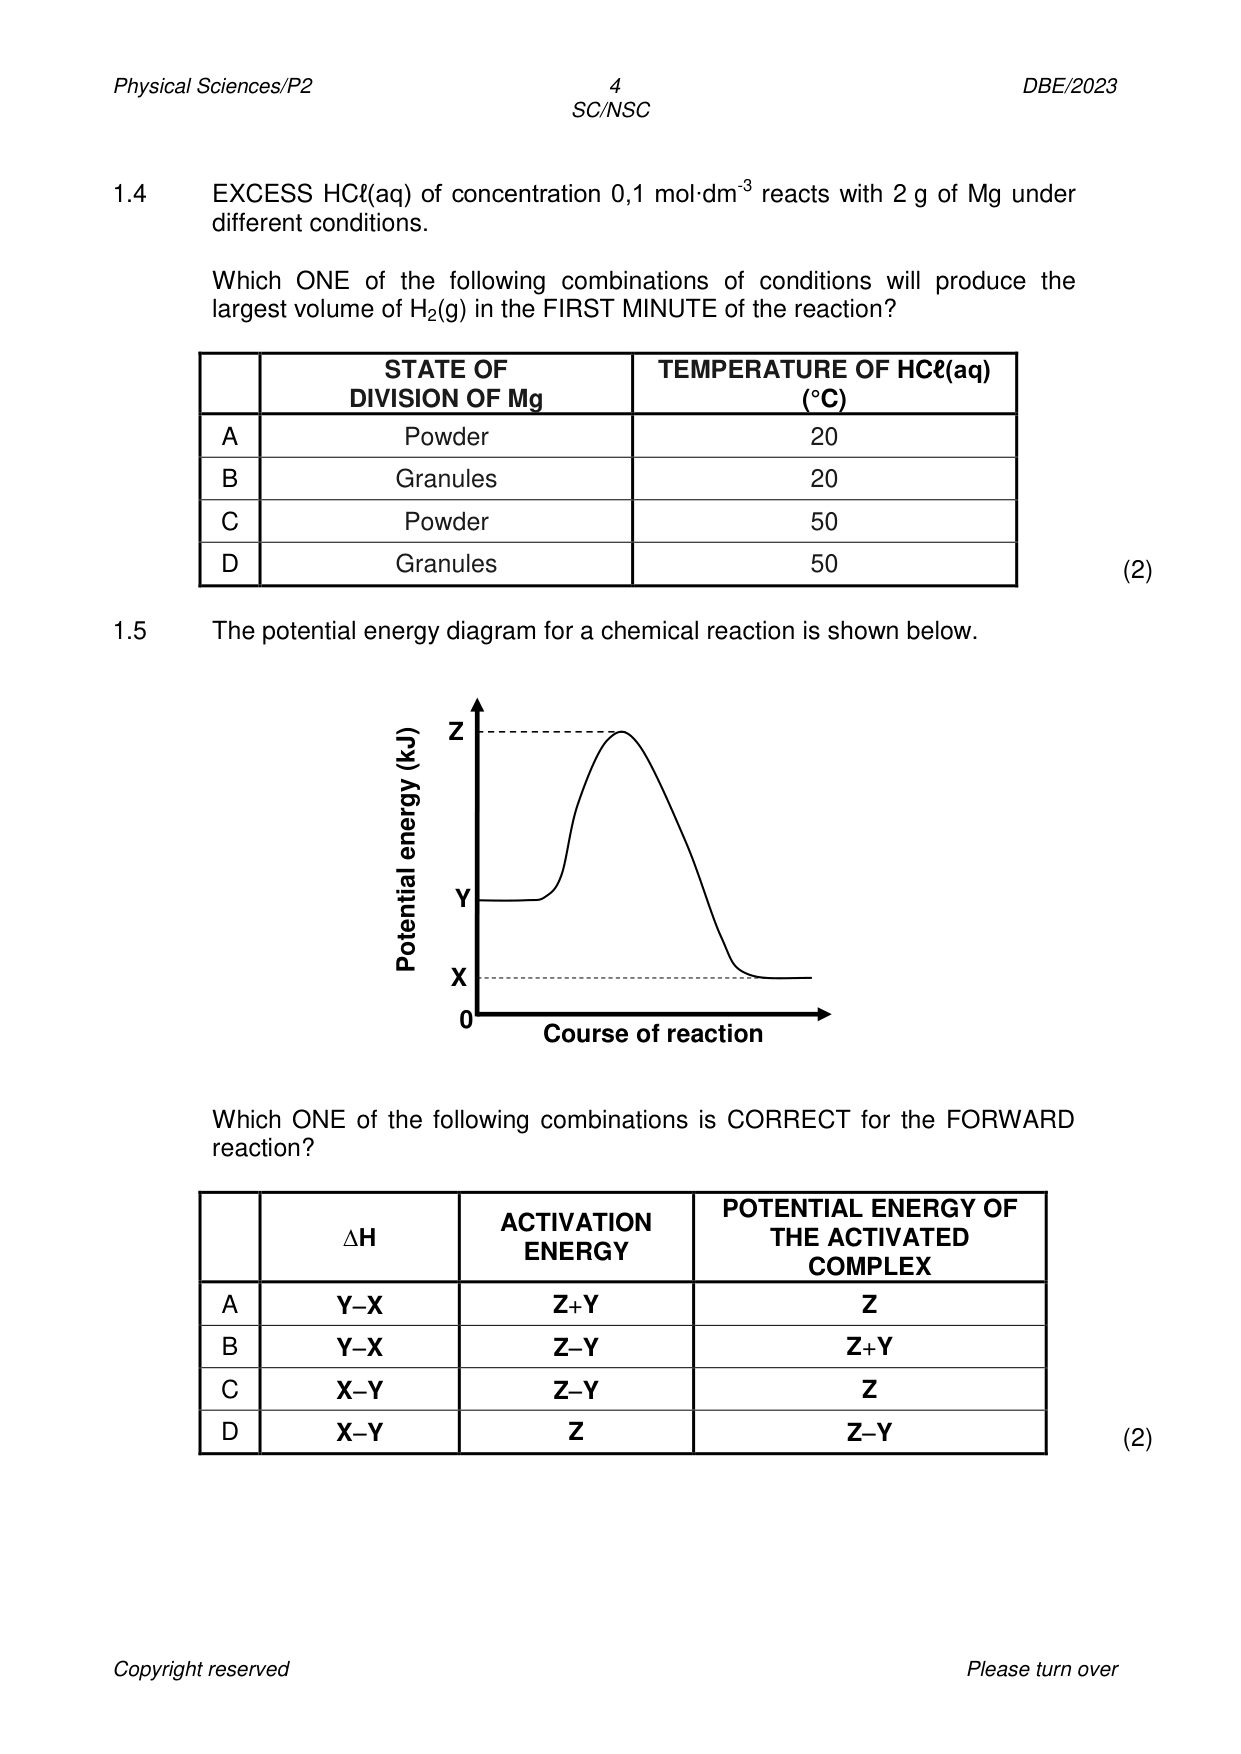 Physical Sciences/P2 4 DBE/2023
SC/NSC
1.4 EXCESS HCℓ(aq) of concentration 0,1 mol·dm-3 reacts with 2 g of Mg under
different conditions.
Which ONE of the following combinations of conditions will produce the
largest volume of H2(g) in the FIRST MINUTE of the reaction?
STATE OF
DIVISION OF Mg
TEMPERATURE OF HCℓ(aq)
(°C)
A Powder 20
B Granules 20
C Powder 50
D Granules 50
(2)
1.5 The potential energy diagram for a chemical reaction is shown below.
Potential energy (kJ)
Z
Y
X
0
Course of reaction
Which ONE of the following combinations is CORRECT for the FORWARD
reaction?
∆H
ACTIVATION
ENERGY
POTENTIAL ENERGY OF
THE ACTIVATED
COMPLEX
A Y–X Z+Y Z
B Y–X Z–Y Z+Y
C X–Y Z–Y Z
D X–Y Z Z–Y
(2)
Copyright reserved Please turn over